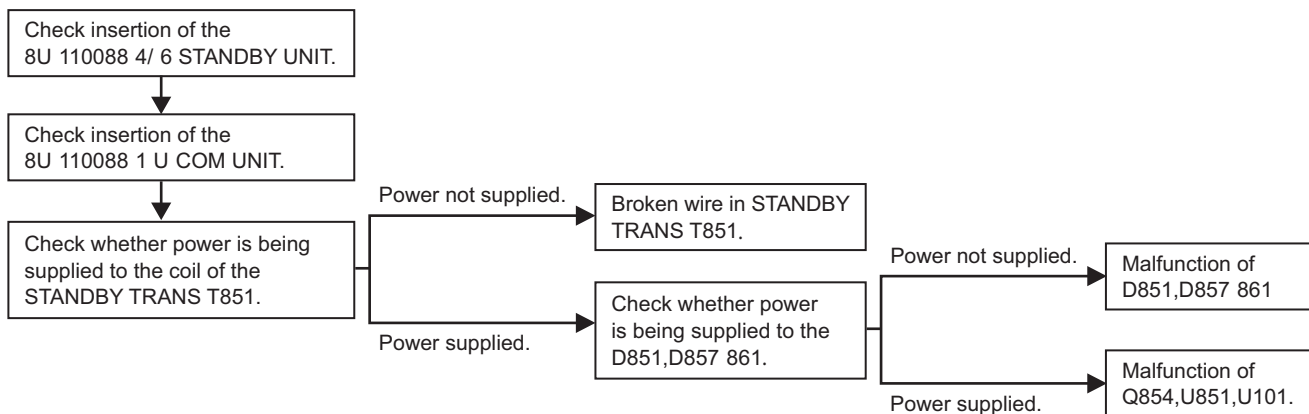 Check insertion of the
8U 110088 4/ 6 STANDBY UNIT.
Check insertion of the
8U 110088 1 U COM UNIT.
Check whether power is being
supplied to the coil of the
STANDBY TRANS T851.
Power not supplied.
Broken wire in STANDBY
TRANS T851.
Power supplied.
Check whether power
is being supplied to the
D851,D857 861.
Power not supplied.
Malfunction of
D851,D857 861
Power supplied.
Malfunction of
Q854,U851,U101.